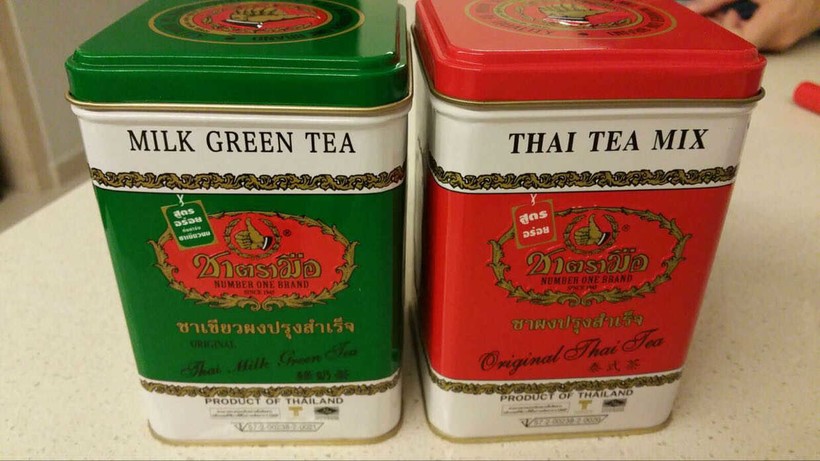 MILK GREEN TEA
สูตร
อร่อย
ชาตรามือ
®
NUMBER ONE BRAND
SINCE 1945
ชาเขียวผงปรุงสำเร็จ
ORIGINAL
Thai Milk Green Tea
PRODUCT OF THAILAND
THAI TEA MIX
สูตร
อร่อย
ชาตรามือ
®
NUMBER ONE BRAND
SINCE 1945
ชาผงปรุงสำเร็จ
Original Thai Tea
泰式茶
PRODUCT OF THAILAND